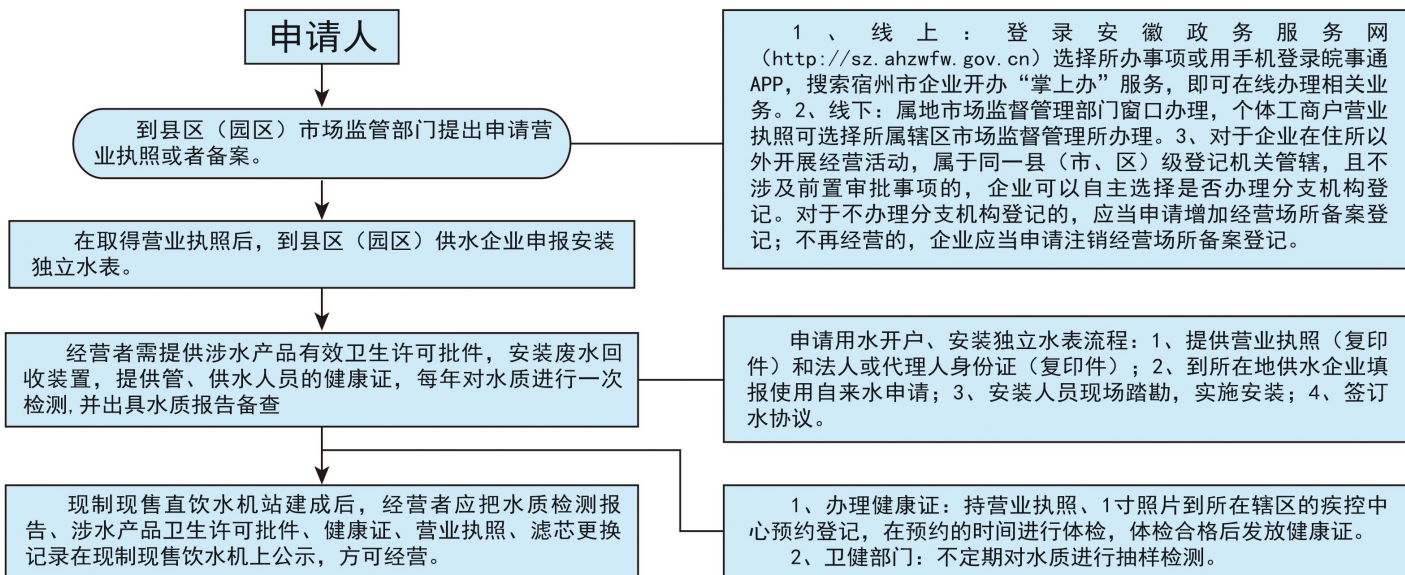 申请人
到县区（园区）市场监管部门提出申请营
业执照或者备案。
在取得营业执照后，到县区（园区）供水企业申报安装
独立水表。
经营者需提供涉水产品有效卫生许可批件，安装废水回
收装置，提供管、供水人员的健康证，每年对水质进行一次
检测,并出具水质报告备查
现制现售直饮水机站建成后，经营者应把水质检测报
告、涉水产品卫生许可批件、健康证、营业执照、滤芯更换
记录在现制现售饮水机上公示，方可经营。
1、线上：登录安徽政务服务网
（http://sz.ahzwfw.gov.cn）选择所办事项或用手机登录皖事通
APP，搜索宿州市企业开办“掌上办”服务，即可在线办理相关业
务。2、线下：属地市场监督管理部门窗口办理，个体工商户营业
执照可选择所属辖区市场监督管理所办理。3、对于企业在住所以
外开展经营活动，属于同一县（市、区）级登记机关管辖，且不
涉及前置审批事项的，企业可以自主选择是否办理分支机构登
记。对于不办理分支机构登记的，应当申请增加经营场所备案登
记；不再经营的，企业应当申请注销经营场所备案登记。
申请用水开户、安装独立水表流程：1、提供营业执照（复印
件）和法人或代理人身份证（复印件）；2、到所在地供水企业填
报使用自来水申请；3、安装人员现场踏勘，实施安装；4、签订
水协议。
1、办理健康证：持营业执照、1寸照片到所在辖区的疾控中
心预约登记，在预约的时间进行体检，体检合格后发放健康证。
2、卫健部门：不定期对水质进行抽样检测。